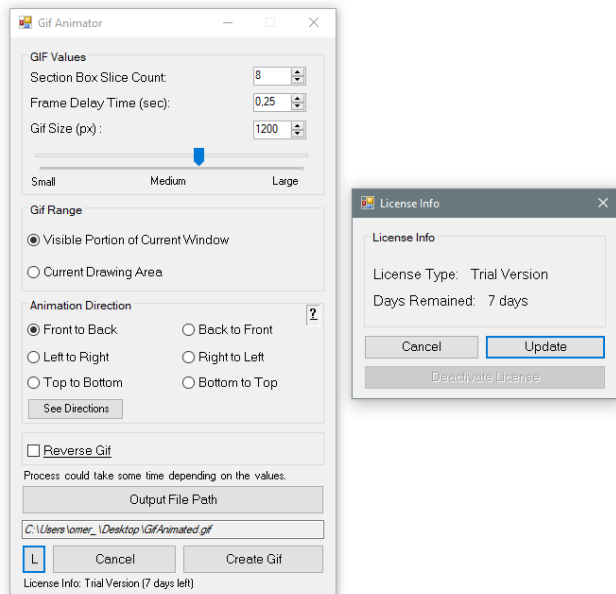 Gif Animator
GIF Values
Section Box Slice Count: 8
Frame Delay Time (sec): 0,25
Gif Size (px) : 1200
Small Medium Large
Gif Range
Visible Portion of Current Window
Current Drawing Area
Animation Direction ?
Front to Back Back to Front
Left to Right Right to Left
Top to Bottom Bottom to Top
See Directions
Reverse Gif
Process could take some time depending on the values.
Output File Path
C:\Users\omer_\Desktop\GifAnimated.gif
L Cancel Create Gif
License Info: Trial Version (7 days left)
License Info
License Info
License Type: Trial Version
Days Remained: 7 days
Cancel Update
Deactivate License